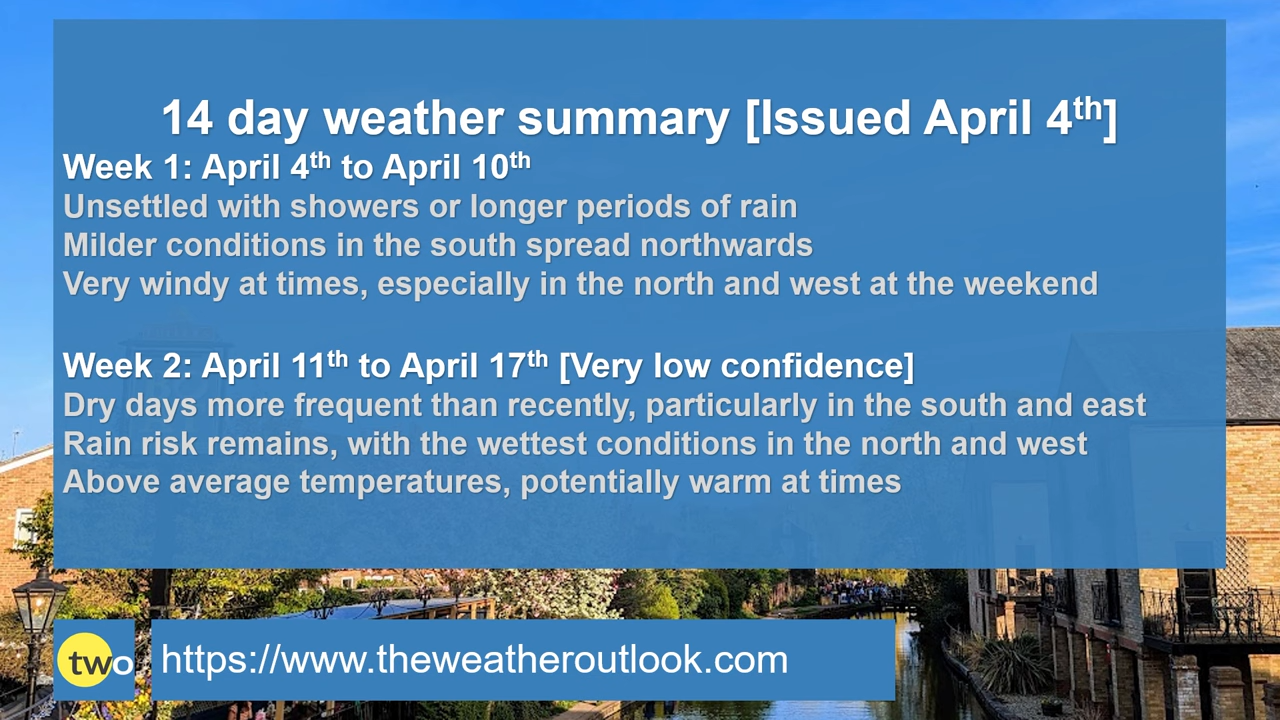 14 day weather summary [Issued April 4th]
Week 1: April 4th to April 10th
Unsettled with showers or longer periods of rain
Milder conditions in the south spread northwards
Very windy at times, especially in the north and west at the weekend
Week 2: April 11th to April 17th [Very low confidence]
Dry days more frequent than recently, particularly in the south and east
Rain risk remains, with the wettest conditions in the north and west
Above average temperatures, potentially warm at times
two
https://www.theweatheroutlook.com